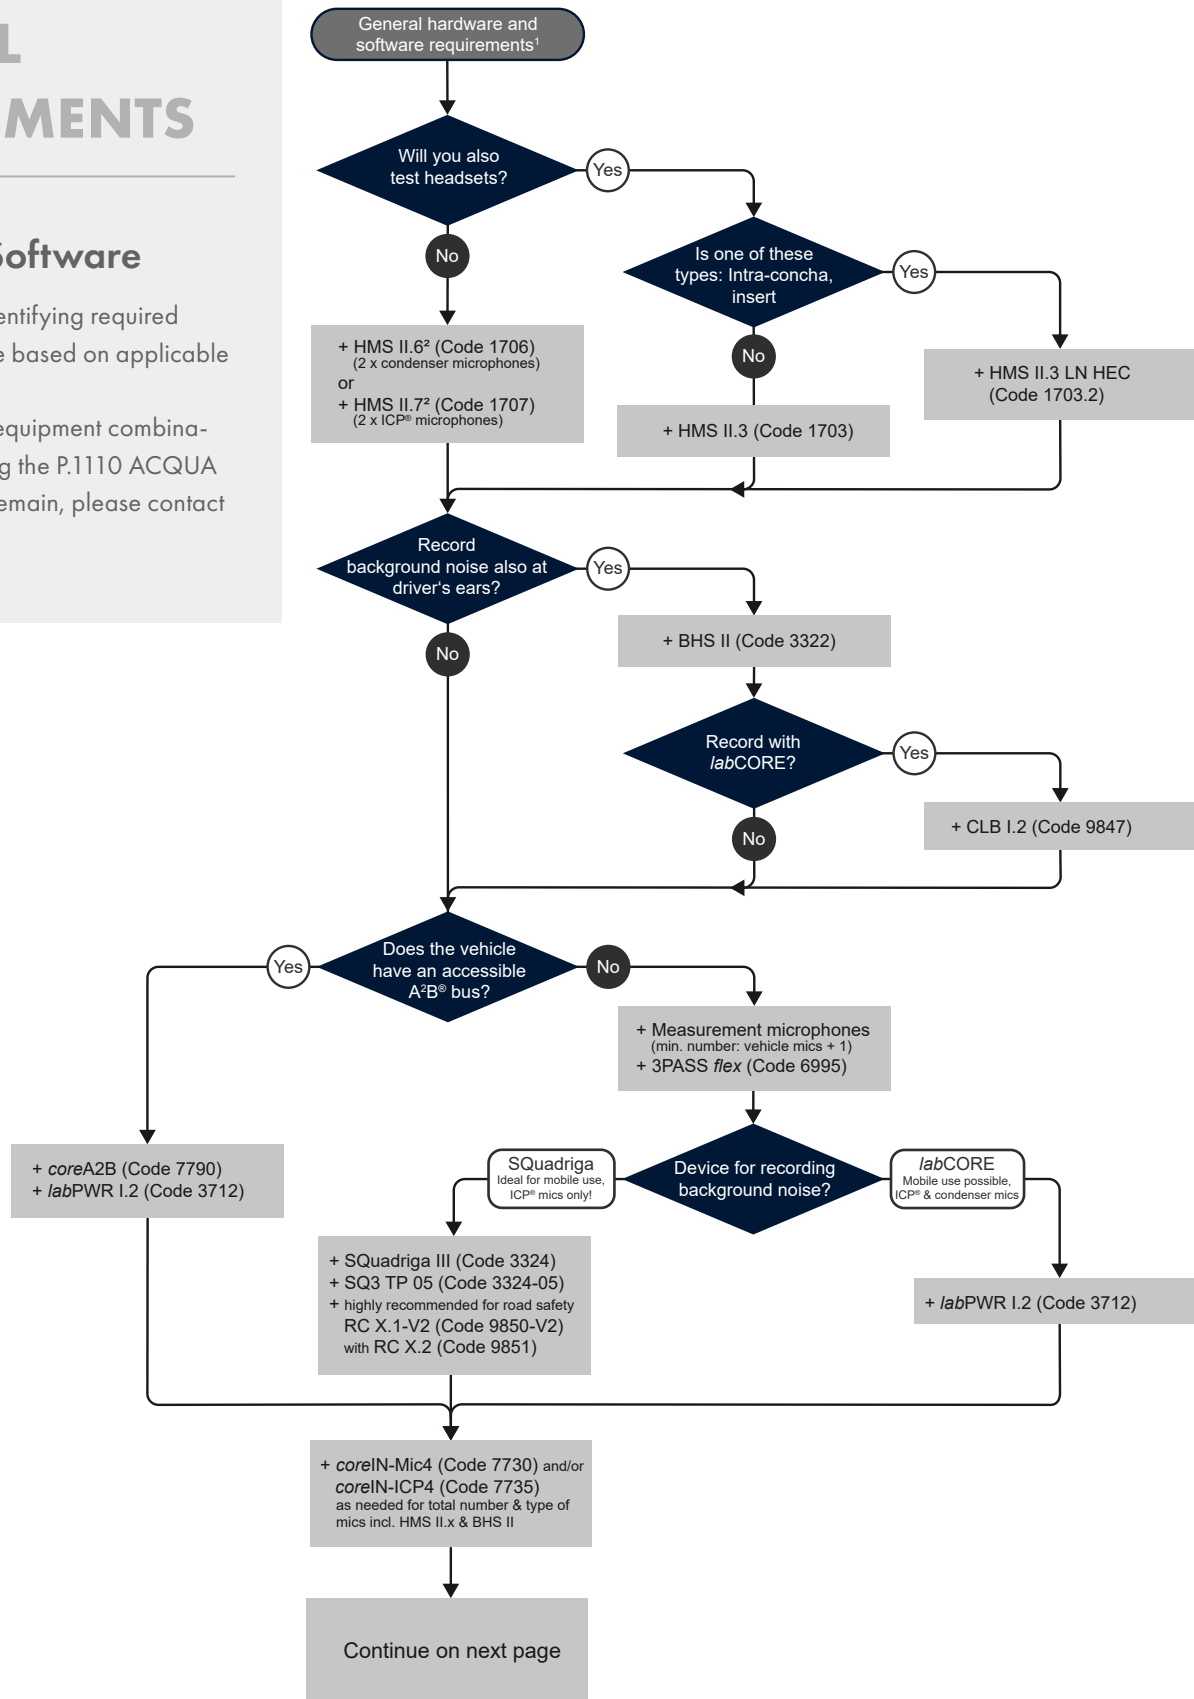 L
MENTS
Software
entifying required
e based on applicable
equipment combina-
g the P.1110 ACQUA
emain, please contact
General hardware and
software requirements¹
Will you also
test headsets?
Yes
No
Is one of these
types: Intra-concha,
insert
Yes
No
+ HMS II.6² (Code 1706)
(2 x condenser microphones)
or
+ HMS II.7² (Code 1707)
(2 x ICP® microphones)
+ HMS II.3 (Code 1703)
+ HMS II.3 LN HEC
(Code 1703.2)
Record
background noise also at
driver‘s ears?
Yes
No
+ BHS II (Code 3322)
Record with
labCORE?
Yes
No
+ CLB I.2 (Code 9847)
Does the vehicle
have an accessible
A²B® bus?
Yes
No
+ Measurement microphones
(min. number: vehicle mics + 1)
+ 3PASS flex (Code 6995)
+ coreA2B (Code 7790)
+ labPWR I.2 (Code 3712)
Device for recording
background noise?
SQuadriga
Ideal for mobile use,
ICP® mics only!
labCORE
Mobile use possible,
ICP® & condenser mics
+ SQuadriga III (Code 3324)
+ SQ3 TP 05 (Code 3324-05)
+ highly recommended for road safety
RC X.1-V2 (Code 9850-V2)
with RC X.2 (Code 9851)
+ labPWR I.2 (Code 3712)
+ coreIN-Mic4 (Code 7730) and/or
coreIN-ICP4 (Code 7735)
as needed for total number & type of
mics incl. HMS II.x & BHS II
Continue on next page